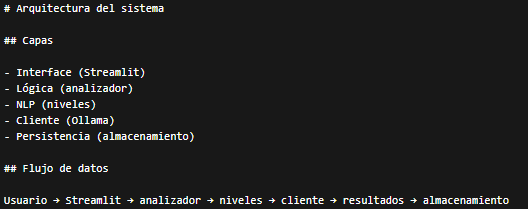 # Arquitectura del sistema
## Capas
- Interface (Streamlit)
- Lógica (analizador)
- NLP (niveles)
- Cliente (Ollama)
- Persistencia (almacenamiento)
## Flujo de datos
Usuario → Streamlit → analizador → niveles → cliente → resultados → almacenamiento